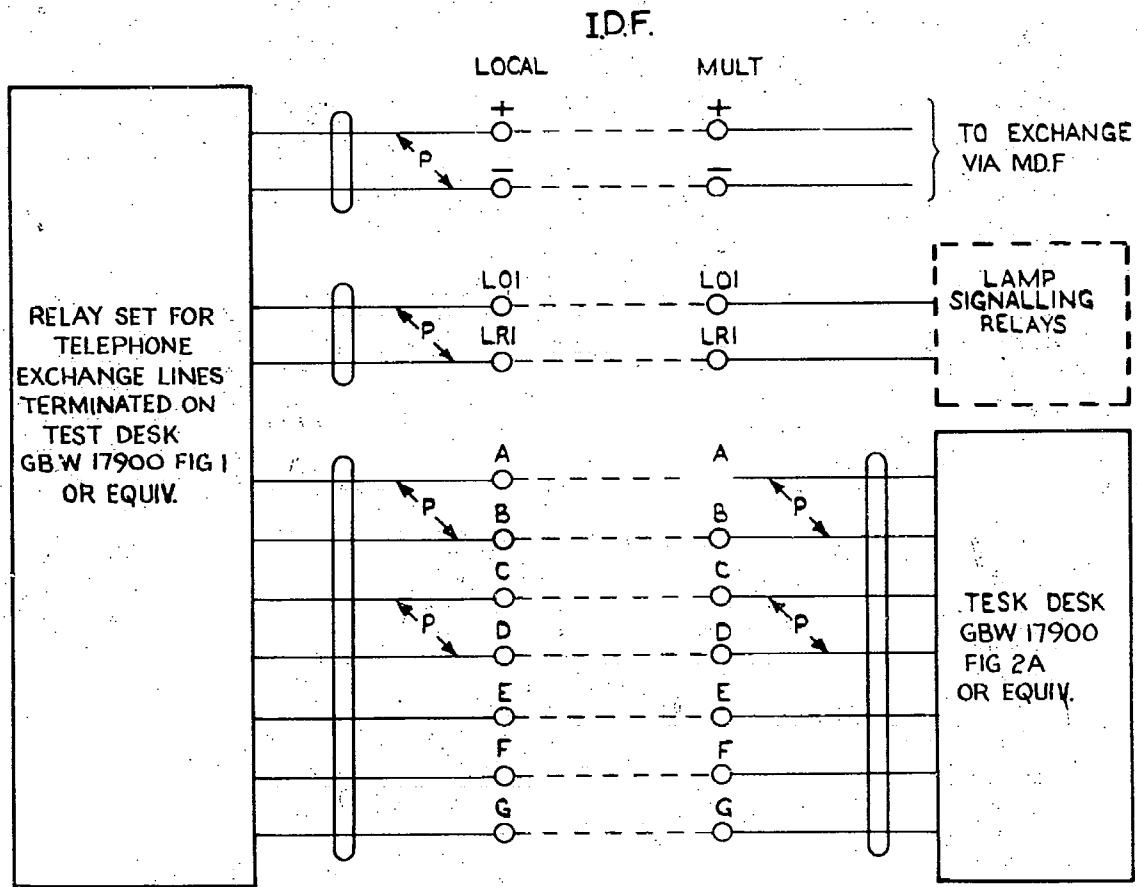 I.D.F.
LOCAL
MULT
+
+
P
TO EXCHANGE
VIA M.D.F
−
−
RELAY SET FOR
TELEPHONE
EXCHANGE LINES
TERMINATED ON
TEST DESK
GBW 17900 FIG 1
OR EQUIV.
LO1
LO1
P
LR1
LR1
LAMP
SIGNALLING
RELAYS
A
A
P
P
B
B
C
C
P
P
D
D
E
E
F
F
G
G
TESK DESK
GBW 17900
FIG 2A
OR EQUIV.